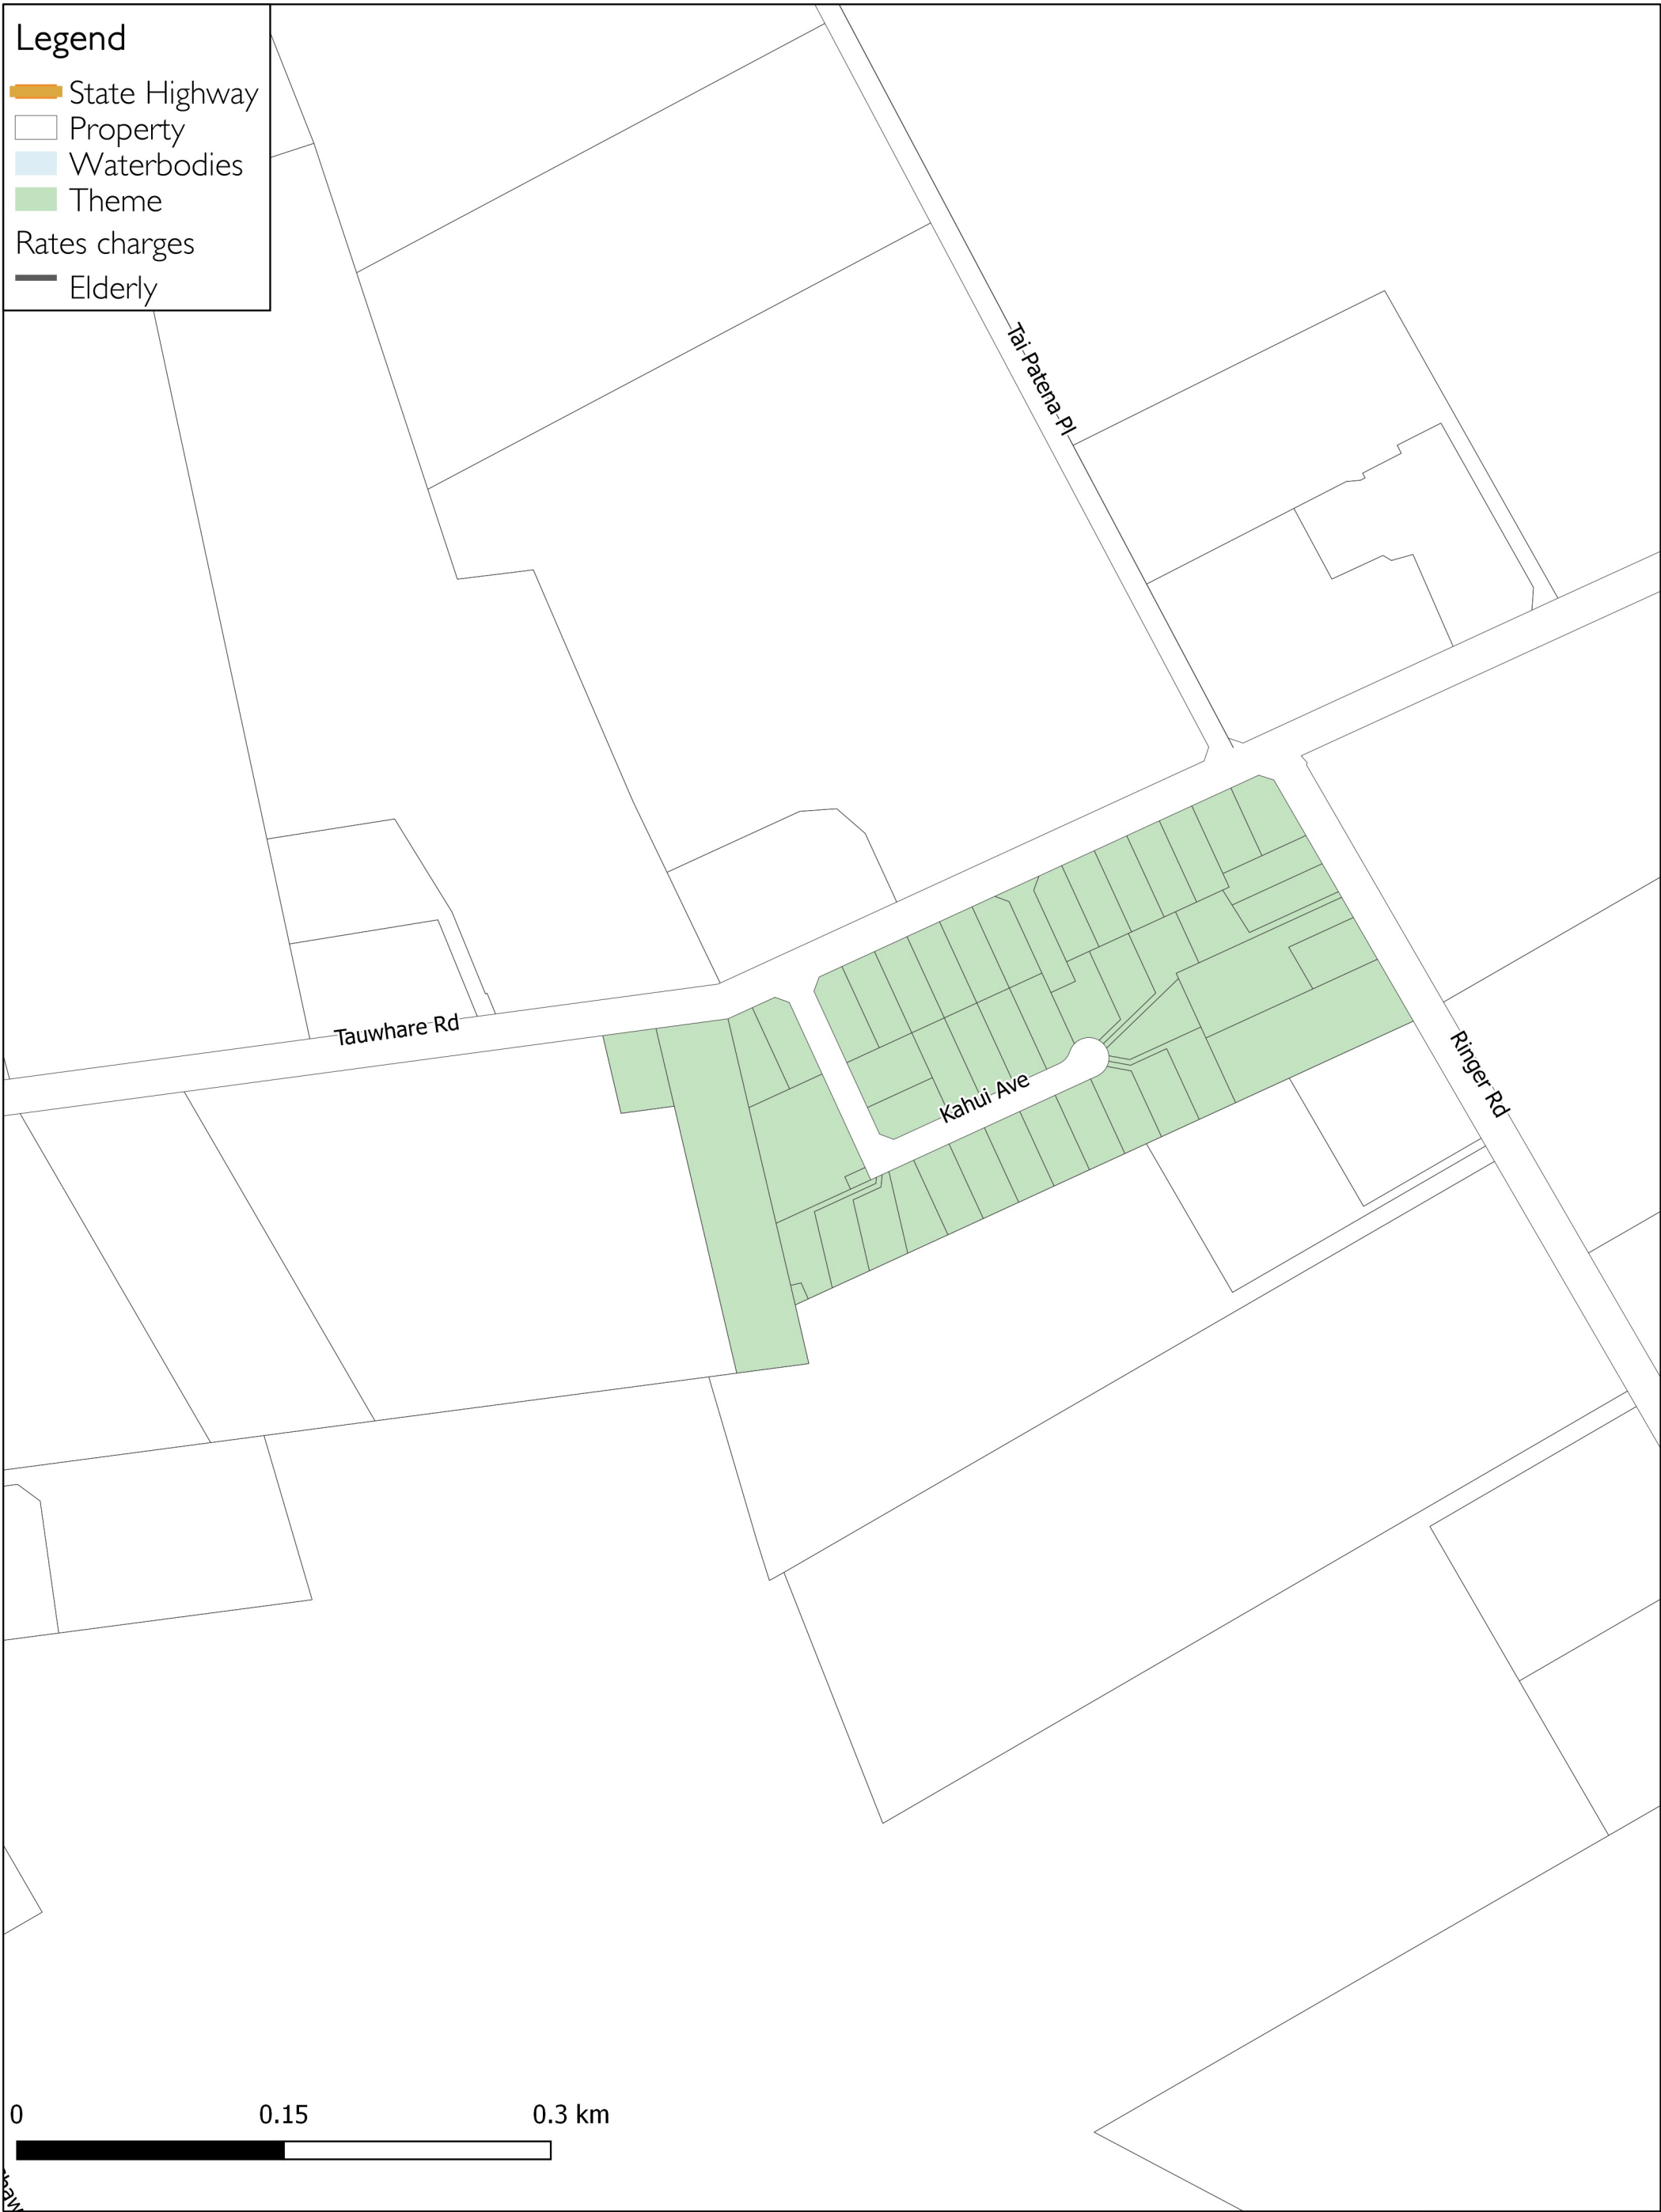 Legend
State Highway
Property
Waterbodies
Theme
Rates charges
Elderly
Tai Patena Pl
Tauwhare Rd
Kahui Ave
Ringer Rd
0 0.15 0.3 km